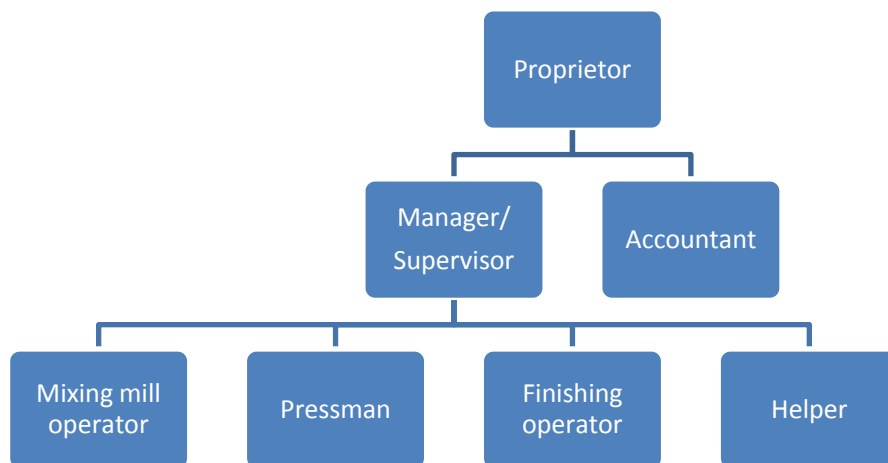 Proprietor
Manager/
Supervisor
Accountant
Mixing mill
operator
Pressman
Finishing
operator
Helper